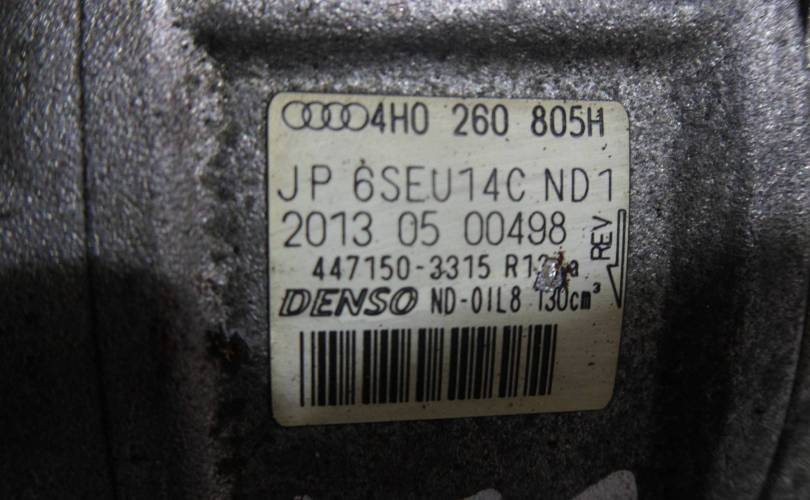 4H0 260 805H
JP 6SEU14C ND1
2013 05 00498
REV
447150-3315
DENSO ND-OIL8 130cm³